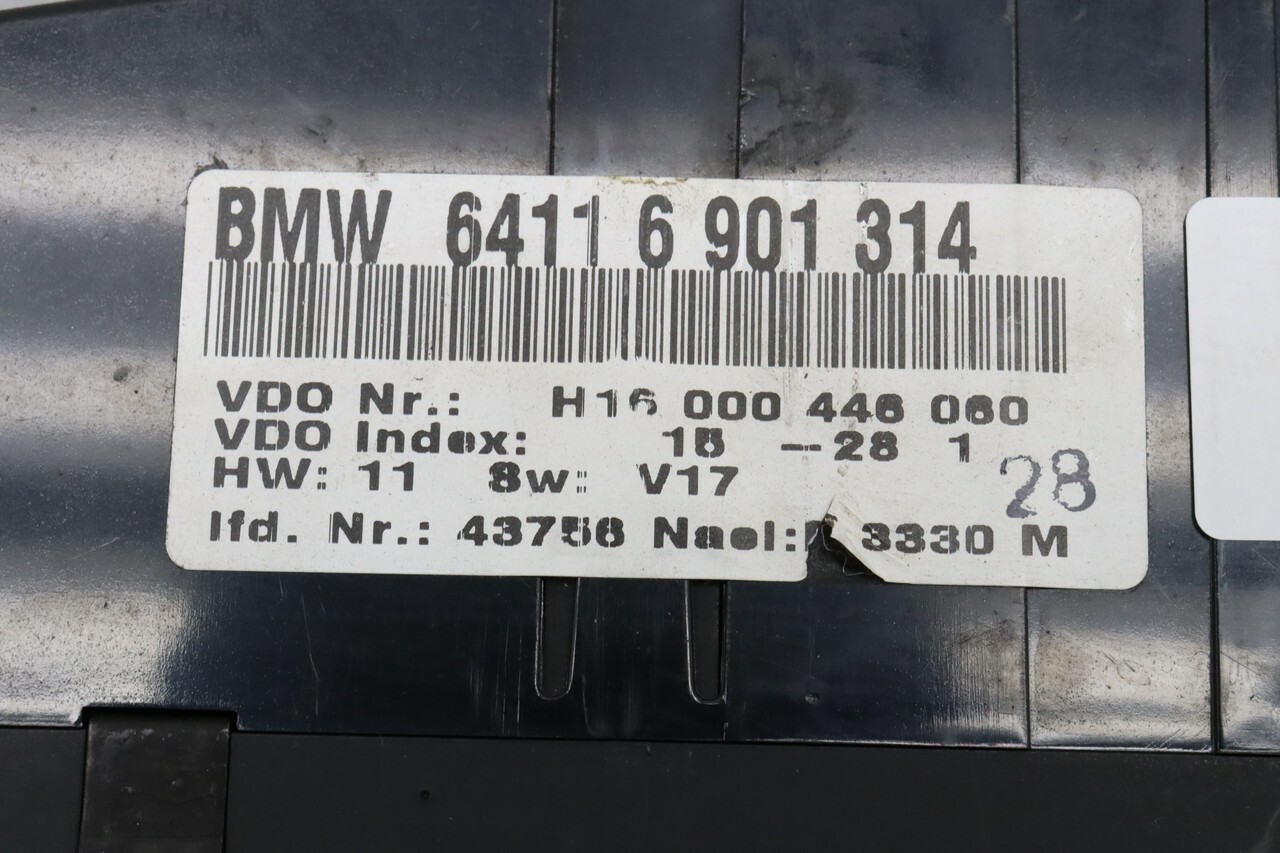 BMW 6411 6 901 314
VDO Nr.: H16 000 446 060
VDO Index: 15 –28 1
HW: 11 Sw: V17
28
lfd. Nr.: 43756 Nael: 3330 M